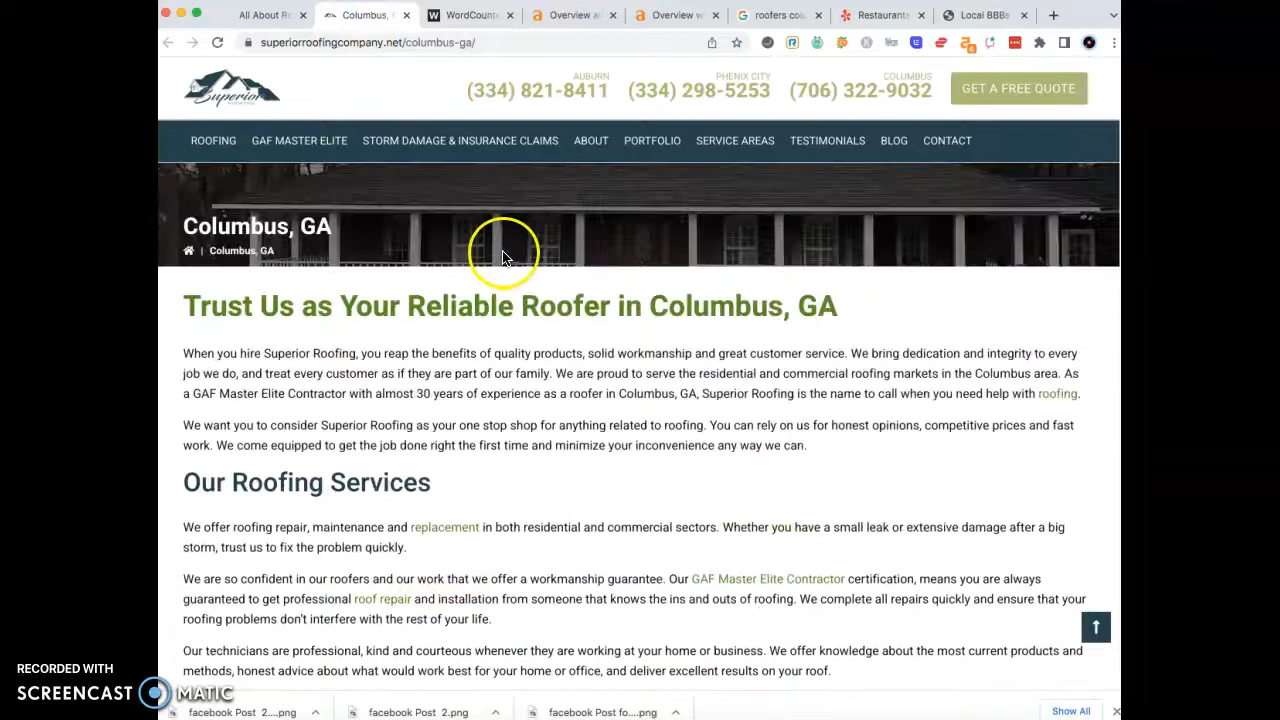 All About Ro
Columbus, G
WordCounte
Overview a
Overview w
roofers colu
Restaurants
Local BBBs
superiorroofingcompany.net/columbus-ga/
6
Superior
AUBURN
(334) 821-8411
PHENIX CITY
(334) 298-5253
COLUMBUS
(706) 322-9032
GET A FREE QUOTE
ROOFING GAF MASTER ELITE STORM DAMAGE & INSURANCE CLAIMS ABOUT PORTFOLIO SERVICE AREAS TESTIMONIALS BLOG CONTACT
Columbus, GA
| Columbus, GA
Trust Us as Your Reliable Roofer in Columbus, GA
When you hire Superior Roofing, you reap the benefits of quality products, solid workmanship and great customer service. We bring dedication and integrity to every
job we do, and treat every customer as if they are part of our family. We are proud to serve the residential and commercial roofing markets in the Columbus area. As
a GAF Master Elite Contractor with almost 30 years of experience as a roofer in Columbus, GA, Superior Roofing is the name to call when you need help with roofing.
We want you to consider Superior Roofing as your one stop shop for anything related to roofing. You can rely on us for honest opinions, competitive prices and fast
work. We come equipped to get the job done right the first time and minimize your inconvenience any way we can.
Our Roofing Services
We offer roofing repair, maintenance and replacement in both residential and commercial sectors. Whether you have a small leak or extensive damage after a big
storm, trust us to fix the problem quickly.
We are so confident in our roofers and our work that we offer a workmanship guarantee. Our GAF Master Elite Contractor certification, means you are always
guaranteed to get professional roof repair and installation from someone that knows the ins and outs of roofing. We complete all repairs quickly and ensure that your
roofing problems don't interfere with the rest of your life.
Our technicians are professional, kind and courteous whenever they are working at your home or business. We offer knowledge about the most current products and
methods, honest advice about what would work best for your home or office, and deliver excellent results on your roof.
RECORDED WITH
SCREENCAST MATIC
facebook Post 2....png
facebook Post 2.png
facebook Post fo....png
Show All